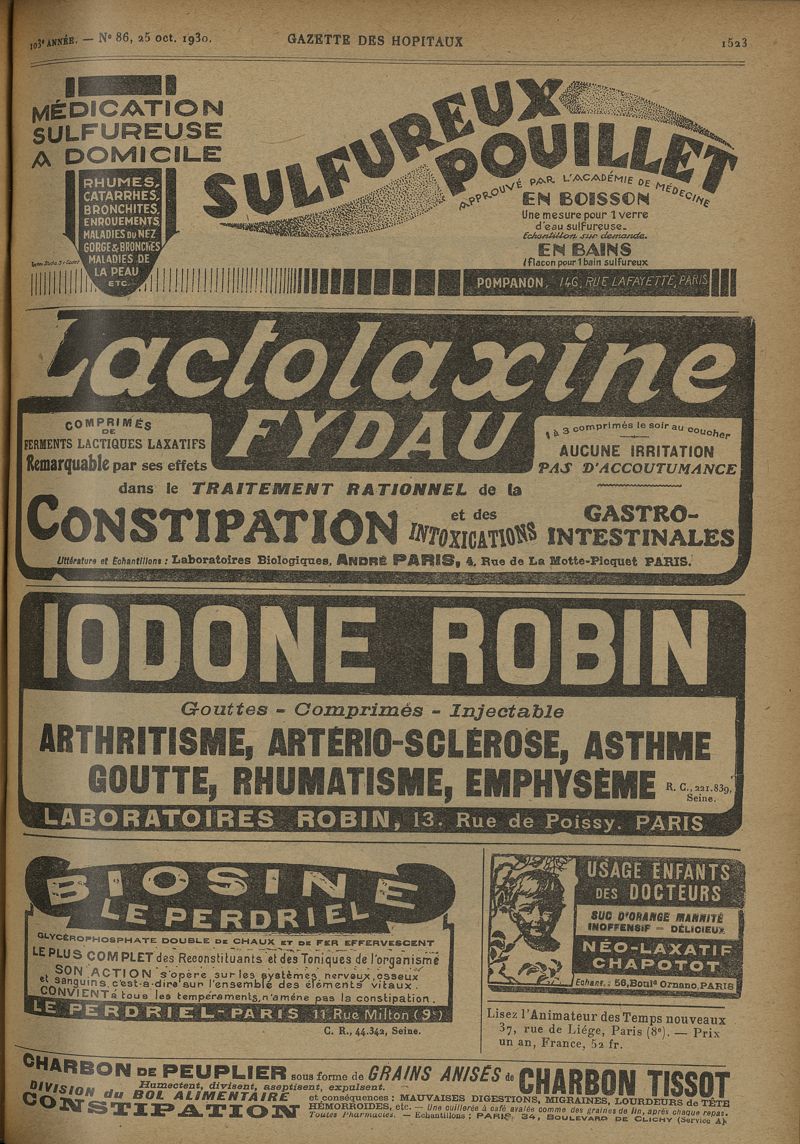 103e ANNÉE. — N° 86, 25 oct. 1930.
GAZETTE DES HOPITAUX
1523
MÉDICATION
SULFUREUSE
A DOMICILE
RHUMES,
CATARRHES,
BRONCHITES,
ENROUEMENTS
MALADIES DU NEZ
GORGE & BRONCHES
MALADIES DE
LA PEAU
ETC.
SULFUREUX
POUILLET
APPROUVÉ PAR L'ACADÉMIE DE MÉDECINE
EN BOISSON
Une mesure pour 1 verre
d'eau sulfureuse.
Echantillon sur demande.
EN BAINS
1 flacon pour 1 bain sulfureux
POMPANON, 146, RUE LAFAYETTE, PARIS
Lactolaxine
FYDAU
COMPRIMÉS
DE
FERMENTS LACTIQUES LAXATIFS
Remarquable par ses effets
1 à 3 comprimés le soir au coucher
AUCUNE IRRITATION
PAS D'ACCOUTUMANCE
dans le TRAITEMENT RATIONNEL de la
CONSTIPATION et des INTOXICATIONS GASTRO-
INTESTINALES
Littérature et Echantillons : Laboratoires Biologiques, ANDRÉ PARIS, 4, Rue de La Motte-Picquet PARIS.
IODONE ROBIN
Gouttes - Comprimés - Injectable
ARTHRITISME, ARTÉRIO-SCLÉROSE, ASTHME
GOUTTE, RHUMATISME, EMPHYSÈME
R. C., 221.839,
Seine.
LABORATOIRES ROBIN, 13. Rue de Poissy. PARIS
BIOSINE
LE PERDRIEL
GLYCÉROPHOSPHATE DOUBLE DE CHAUX ET DE FER EFFERVESCENT
LE PLUS COMPLET des Reconstituants et des Toniques de l'organisme
SON ACTION s'opère sur les systèmes nerveux, osseux
et sanguins, c'est-à-dire sur l'ensemble des éléments vitaux.
CONVIENT à tous les tempéraments, n'amène pas la constipation.
LE PERDRIEL-PARIS 11 Rue Milton (9e)
C. R., 44.342, Seine.
USAGE ENFANTS
DES DOCTEURS
SUC D'ORANGE MANNITÉ
INOFFENSIF - DÉLICIEUX
NÉO-LAXATIF
CHAPOTOT
Echant. : 56, Boul.d Ornano, PARIS
Lisez l'Animateur des Temps nouveaux
37, rue de Liége, Paris (8e). — Prix
un an, France, 52 fr.
CHARBON DE PEUPLIER sous forme de GRAINS ANISÉS de CHARBON TISSOT
Humectent, divisent, aseptisent, expulsent.
DIVISION du BOL ALIMENTAIRE
CONSTIPATION
et conséquences : MAUVAISES DIGESTIONS, MIGRAINES, LOURDEURS de TÊTE
HÉMORROIDES, etc. — Une cuillerée à café avalée comme des graines de lin, après chaque repas.
Toutes Pharmacies. — Echantillons : PARIS, 34, BOULEVARD DE CLICHY (Service A).